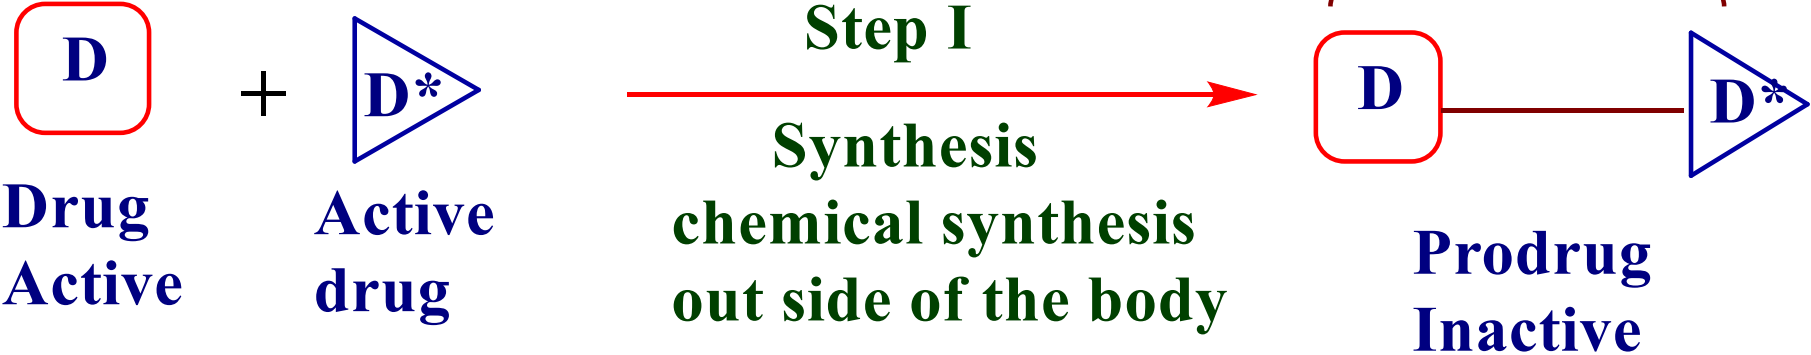 D
+
D*
Drug
Active
Active
drug
Step I
Synthesis
chemical synthesis
out side of the body
D
D*
Prodrug
Inactive